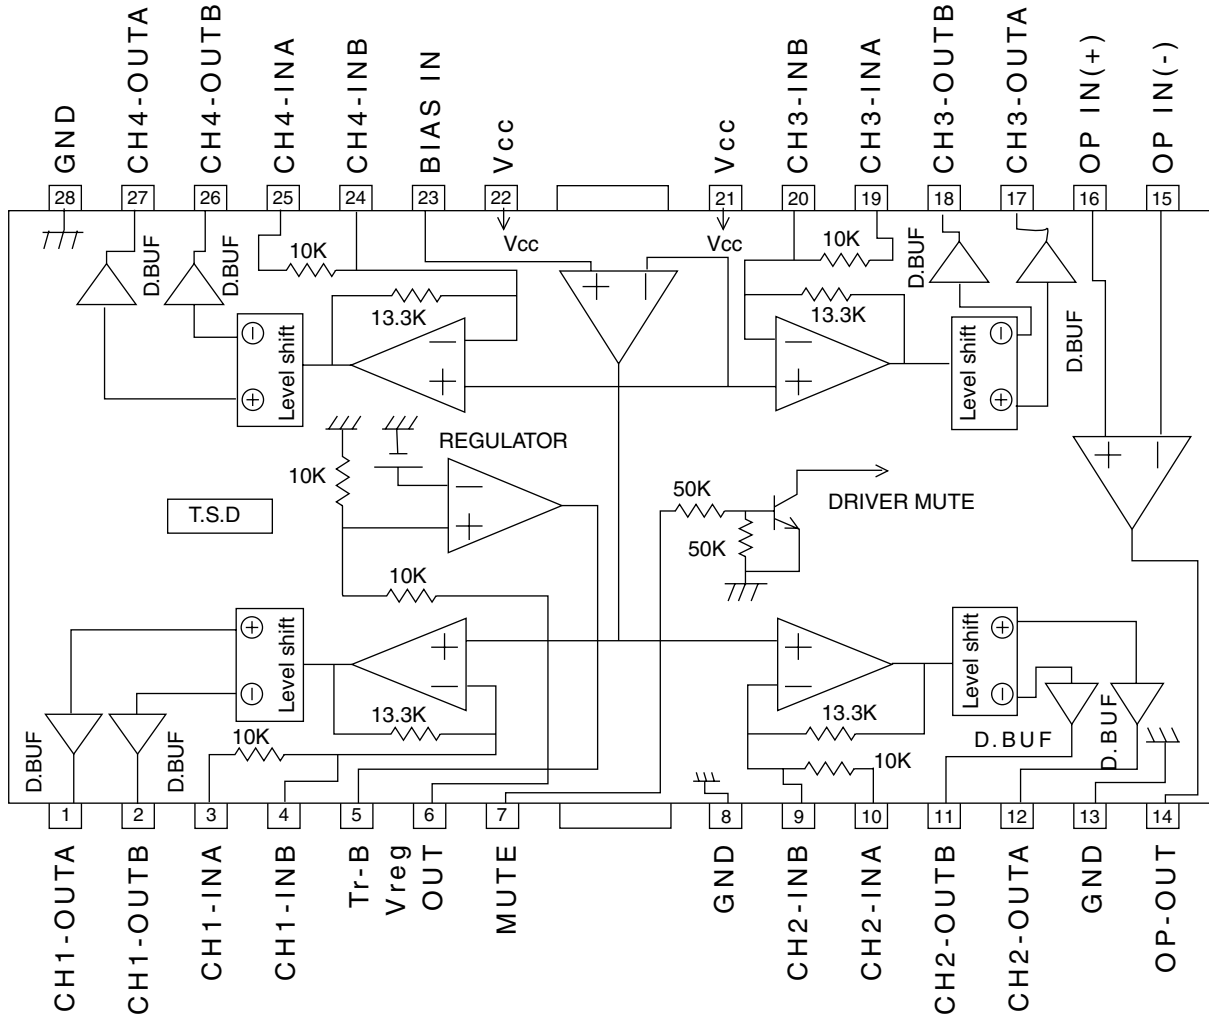 GND
CH4-OUTA
CH4-OUTB
CH4-INA
CH4-INB
BIAS IN
Vcc
Vcc
CH3-INB
CH3-INA
CH3-OUTB
CH3-OUTA
OP IN(+)
OP IN(-)
28
27
26
25
24
23
22
21
20
19
18
17
16
15
D.BUF
D.BUF
10K
13.3K
Vcc
Vcc
10K
13.3K
D.BUF
D.BUF
Level shift
Level shift
REGULATOR
10K
T.S.D
50K
50K
DRIVER MUTE
10K
Level shift
Level shift
13.3K
10K
13.3K
10K
D.BUF
D.BUF
D.BUF
D.BUF
1
2
3
4
5
6
7
8
9
10
11
12
13
14
CH1-OUTA
CH1-OUTB
CH1-INA
CH1-INB
Tr-B
Vreg
OUT
MUTE
GND
CH2-INB
CH2-INA
CH2-OUTB
CH2-OUTA
GND
OP-OUT